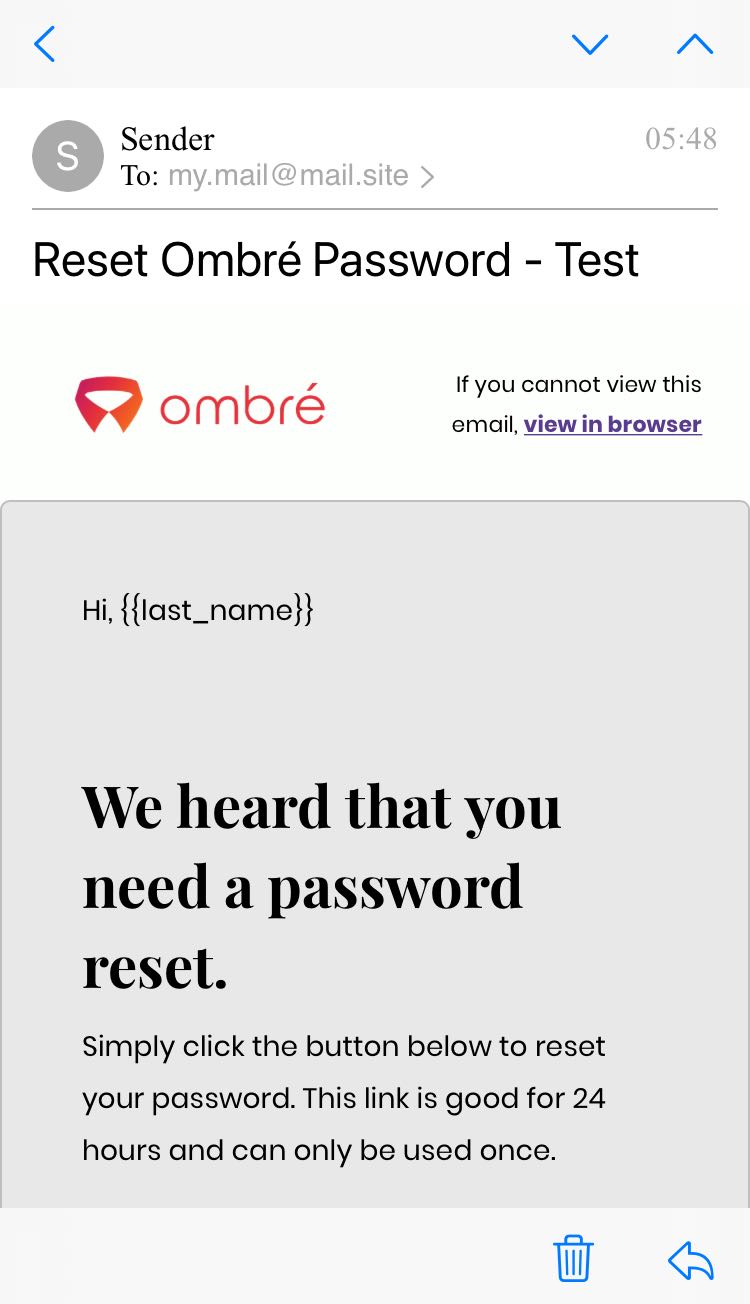 S
Sender
05:48
To: my.mail@mail.site
Reset Ombré Password - Test
ombré
If you cannot view this
email, view in browser
Hi, {{last_name}}
We heard that you
need a password
reset.
Simply click the button below to reset
your password. This link is good for 24
hours and can only be used once.